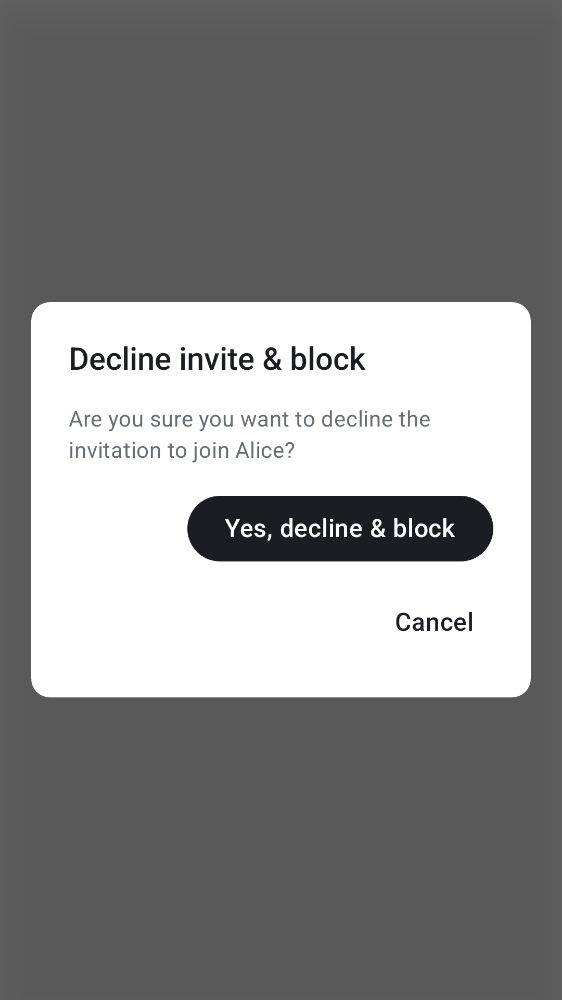 Decline invite & block
Are you sure you want to decline the
invitation to join Alice?
Yes, decline & block
Cancel